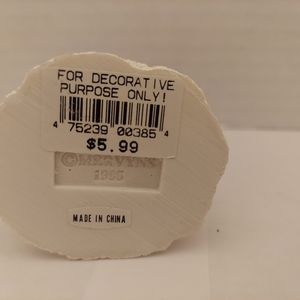 FOR DECORATIVE
PURPOSE ONLY!
4 75239 00385 4
$5.99
©MERVYNS
1995
MADE IN CHINA